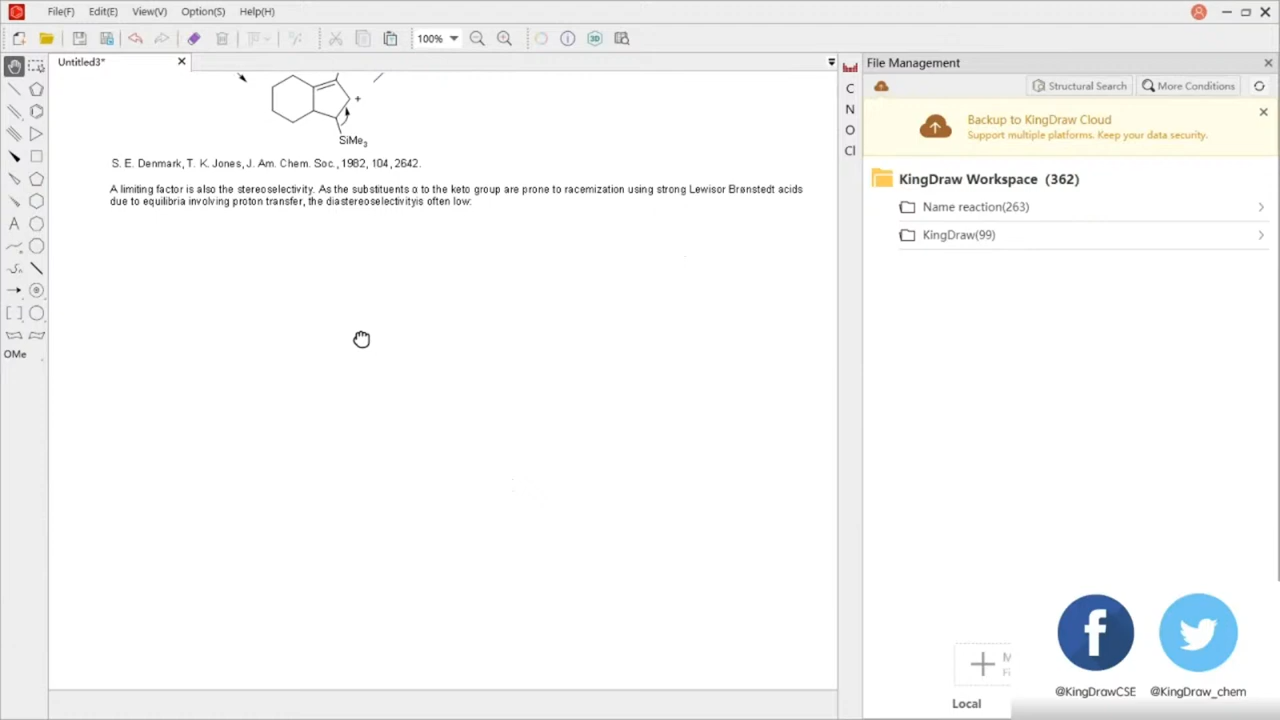 File(F) Edit(E) View(V) Option(S) Help(H)
100%
Untitled3*
File Management
Structural Search More Conditions
Backup to KingDraw Cloud
Support multiple platforms. Keep your data security.
KingDraw Workspace (362)
Name reaction(263)
KingDraw(99)
C
N
O
Cl
A
OMe
3D
+
SiMe3
S. E. Denmark, T. K. Jones, J. Am. Chem. Soc., 1982, 104, 2642.
A limiting factor is also the stereoselectivity. As the substituents α to the keto group are prone to racemization using strong Lewisor Brønstedt acids
due to equilibria involving proton transfer, the diastereoselectivityis often low:
M
Fi
Local
@KingDrawCSE @KingDraw_chem